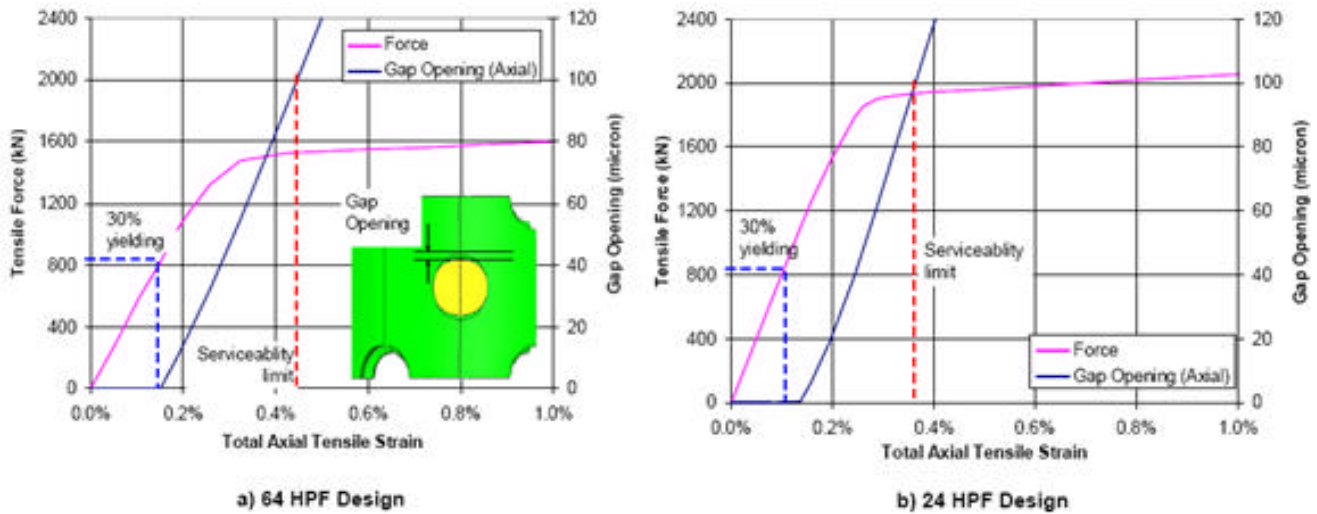 2400
2000
1600
1200
800
400
0
Tensile Force (kN)
120
100
80
60
40
20
0
Gap Opening (micron)
Force
Gap Opening (Axial)
30%
yielding
Gap
Opening
Serviceablity
limit
0.0%
0.2%
0.4%
0.6%
0.8%
1.0%
Total Axial Tensile Strain
a) 64 HPF Design
2400
2000
1600
1200
800
400
0
Tensile Force (kN)
120
100
80
60
40
20
0
Gap Opening (micron)
30%
yielding
Serviceablity
limit
Force
Gap Opening (Axial)
0.0%
0.2%
0.4%
0.6%
0.8%
1.0%
Total Axial Tensile Strain
b) 24 HPF Design